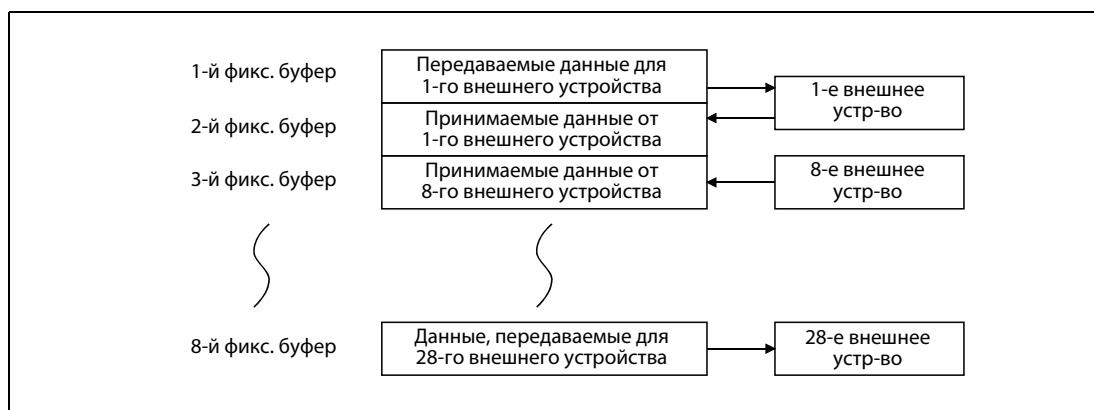 1-й фикс. буфер
Передаваемые данные для
1-го внешнего устройства
1-е внешнее
устр-во
2-й фикс. буфер
Принимаемые данные от
1-го внешнего устройства
3-й фикс. буфер
Принимаемые данные от
8-го внешнего устройства
8-е внешнее
устр-во
8-й фикс. буфер
Данные, передаваемые для
28-го внешнего устройства
28-е внешнее
устр-во